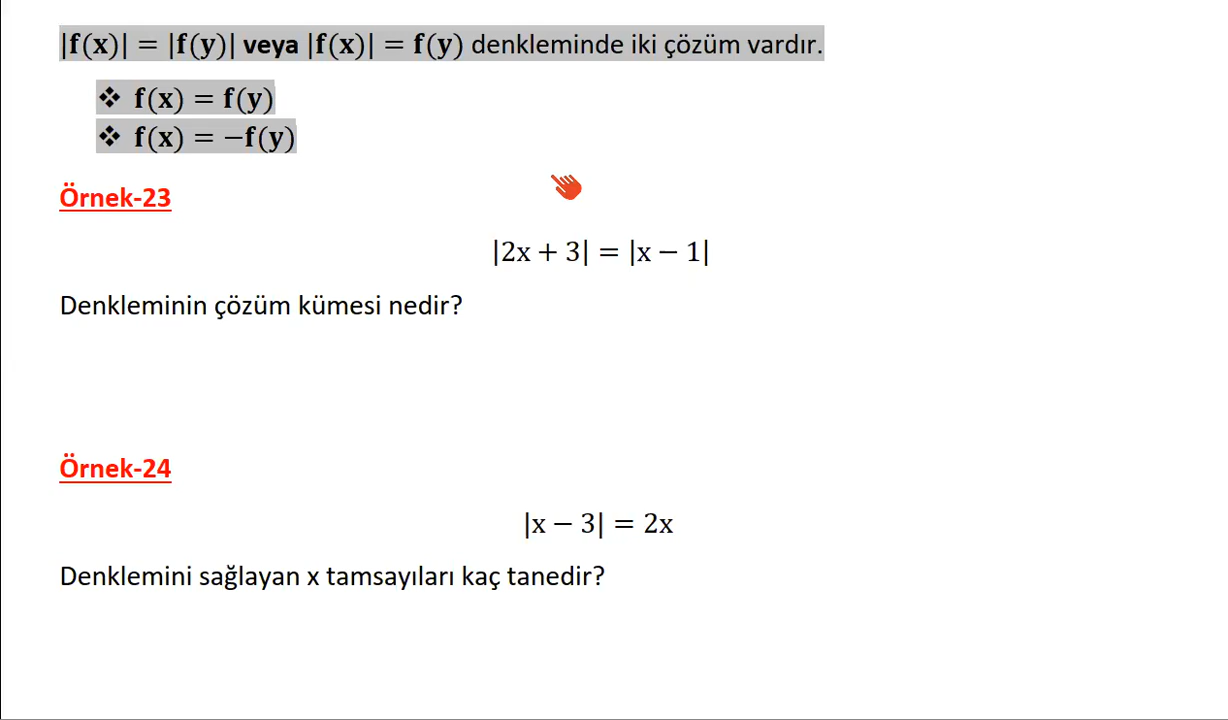 |f(x)| = |f(y)| veya |f(x)| = f(y) denkleminde iki çözüm vardır.
❖ f(x) = f(y)
❖ f(x) = −f(y)
Örnek-23
|2x + 3| = |x − 1|
Denkleminin çözüm kümesi nedir?
Örnek-24
|x − 3| = 2x
Denklemini sağlayan x tamsayıları kaç tanedir?